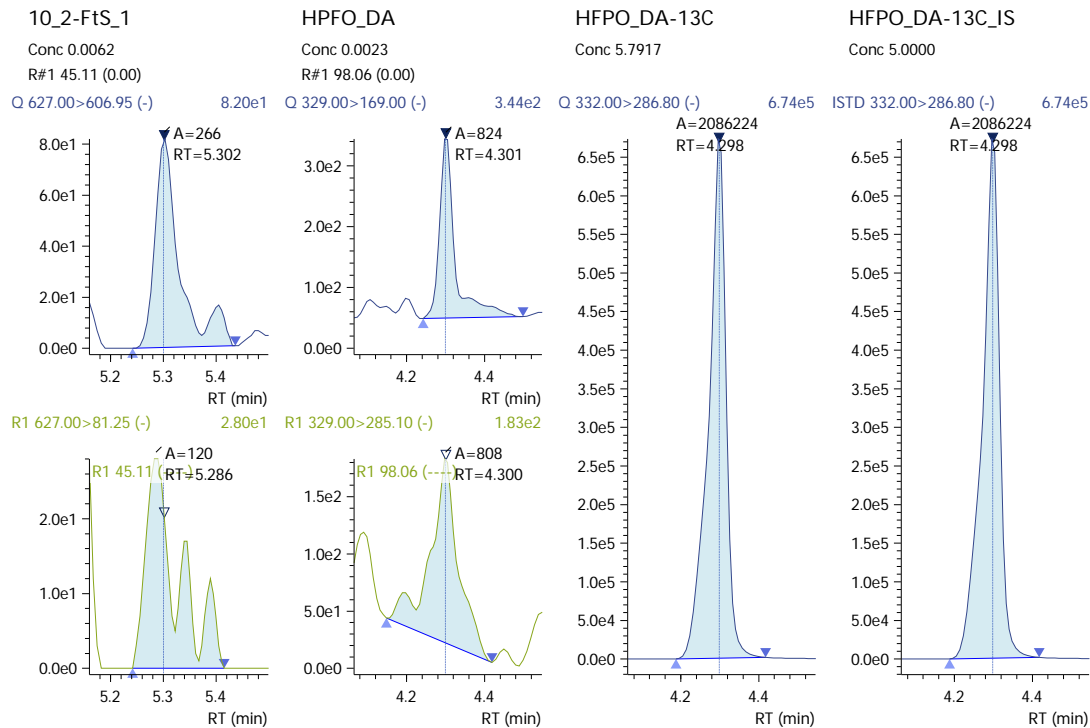 10_2-FtS_1
Conc 0.0062
R#1 45.11 (0.00)
Q 627.00>606.95 (-) 8.20e1
A=266
RT=5.302
8.0e1
6.0e1
4.0e1
2.0e1
0.0e0
5.2 5.3 5.4
RT (min)
R1 627.00>81.25 (-) 2.80e1
A=120
R1 45.11 (
RT=5.286
2.0e1
1.0e1
0.0e0
5.2 5.3 5.4
RT (min)
HPFO_DA
Conc 0.0023
R#1 98.06 (0.00)
Q 329.00>169.00 (-) 3.44e2
A=824
RT=4.301
3.0e2
2.0e2
1.0e2
0.0e0
4.2 4.4
RT (min)
R1 329.00>285.10 (-) 1.83e2
A=808
R1 98.06 (----)
RT=4.300
1.5e2
1.0e2
5.0e1
0.0e0
4.2 4.4
RT (min)
HFPO_DA-13C
Conc 5.7917
Q 332.00>286.80 (-) 6.74e5
A=2086224
RT=4.298
6.5e5
6.0e5
5.5e5
5.0e5
4.5e5
4.0e5
3.5e5
3.0e5
2.5e5
2.0e5
1.5e5
1.0e5
5.0e4
0.0e0
4.2 4.4
RT (min)
HFPO_DA-13C_IS
Conc 5.0000
ISTD 332.00>286.80 (-) 6.74e5
A=2086224
RT=4.298
6.5e5
6.0e5
5.5e5
5.0e5
4.5e5
4.0e5
3.5e5
3.0e5
2.5e5
2.0e5
1.5e5
1.0e5
5.0e4
0.0e0
4.2 4.4
RT (min)